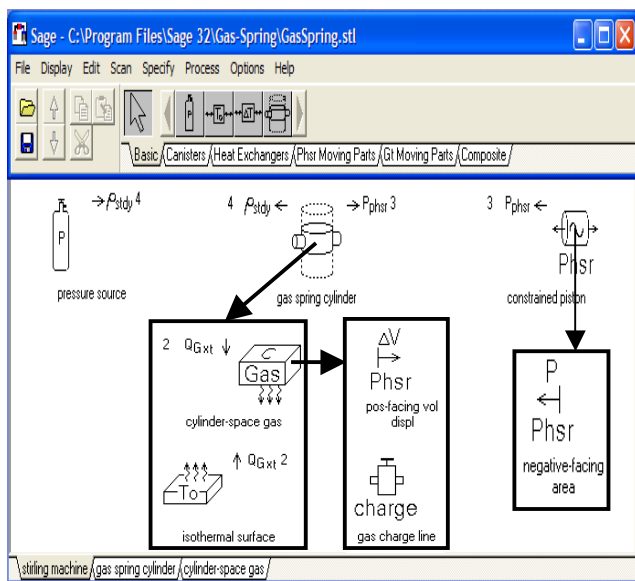 Sage - C:\Program Files\Sage 32\Gas-Spring\GasSpring.stl
File Display Edit Scan Specify Process Options Help
P To ΔT
Basic Canisters Heat Exchangers Phsr Moving Parts Gt Moving Parts Composite
P
→ρstdy 4
pressure source
4 ρstdy ←
→ Pphsr 3
gas spring cylinder
3 Pphsr ←
Phsr
constrained piston
2 QGxt ↓
C
Gas
cylinder-space gas
↑ QGxt 2
To
isothermal surface
ΔV
Phsr
pos-facing vol
displ
charge
gas charge line
P
Phsr
negative-facing
area
stirling machine gas spring cylinder cylinder-space gas